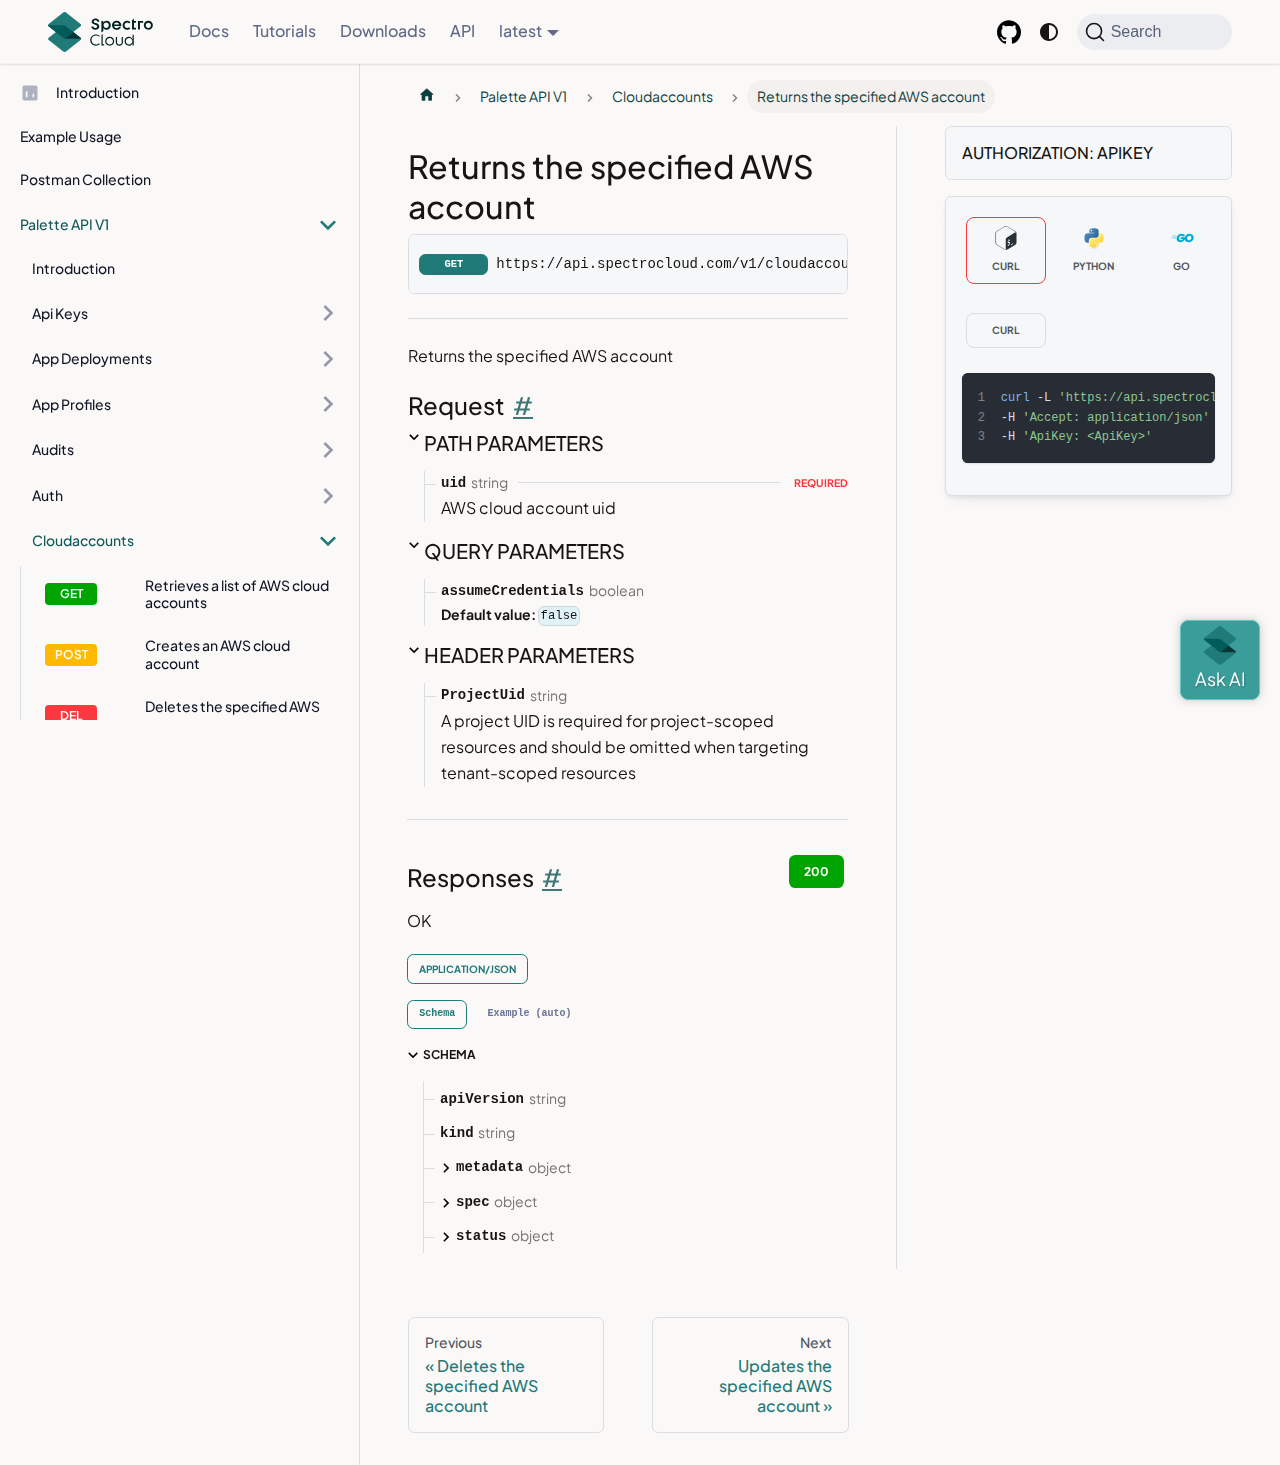 Spectro Cloud
Docs
Tutorials
Downloads
API
latest
Search
Introduction
Example Usage
Postman Collection
Palette API V1
Introduction
Api Keys
App Deployments
App Profiles
Audits
Auth
Cloudaccounts
GET Retrieves a list of AWS cloud
accounts
POST Creates an AWS cloud
account
DEL Deletes the specified AWS
Palette API V1
Cloudaccounts
Returns the specified AWS account
Returns the specified AWS
account
GET https://api.spectrocloud.com/v1/cloudaccou
Returns the specified AWS account
Request #
PATH PARAMETERS
uid string REQUIRED
AWS cloud account uid
QUERY PARAMETERS
assumeCredentials boolean
Default value: false
HEADER PARAMETERS
ProjectUid string
A project UID is required for project-scoped
resources and should be omitted when targeting
tenant-scoped resources
Responses #
200
OK
APPLICATION/JSON
Schema
Example (auto)
SCHEMA
apiVersion string
kind string
metadata object
spec object
status object
Previous
« Deletes the
specified AWS
account
Next
Updates the
specified AWS
account »
AUTHORIZATION: APIKEY
CURL
PYTHON
GO
CURL
1 curl -L 'https://api.spectrocl
2 -H 'Accept: application/json'
3 -H 'ApiKey: <ApiKey>'
Ask AI